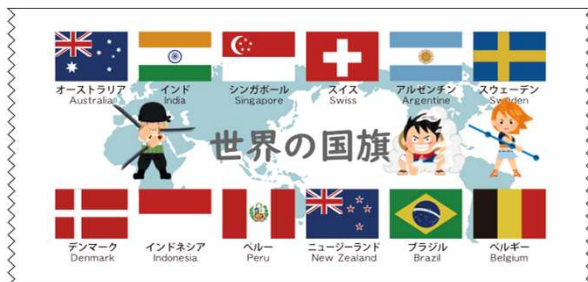 オーストラリア
Australia
インド
India
シンガポール
Singapore
スイス
Swiss
アルゼンチン
Argentine
スウェーデン
Sweden
世界の国旗
デンマーク
Denmark
インドネシア
Indonesia
ペルー
Peru
ニュージーランド
New Zealand
ブラジル
Brazil
ベルギー
Belgium